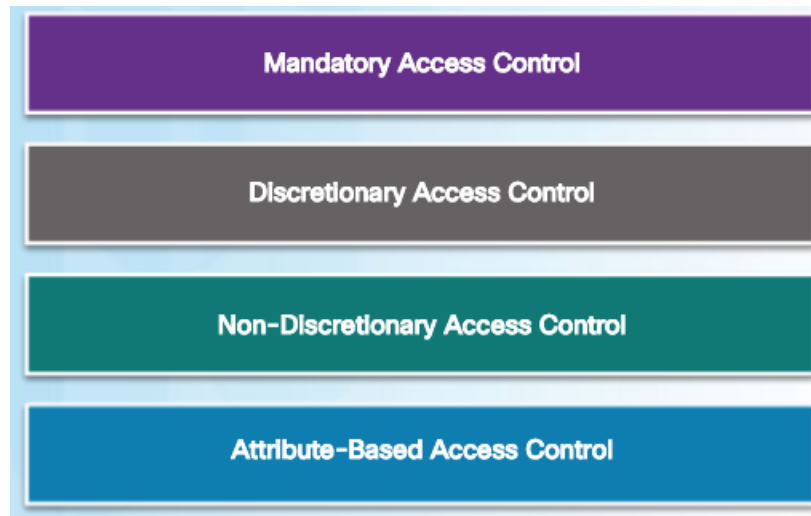 Mandatory Access Control
Discretionary Access Control
Non-Discretionary Access Control
Attribute-Based Access Control